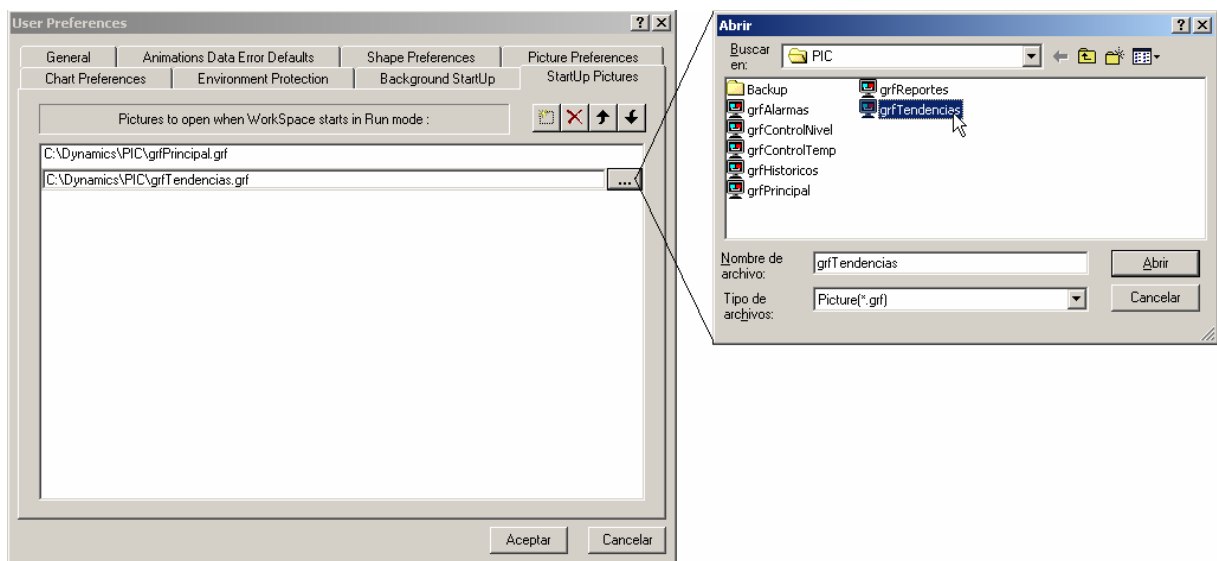 User Preferences
General
Animations Data Error Defaults
Shape Preferences
Picture Preferences
Chart Preferences
Environment Protection
Background StartUp
StartUp Pictures
Pictures to open when WorkSpace starts in Run mode :
C:\Dynamics\PIC\grfPrincipal.grf
C:\Dynamics\PIC\grfTendencias.grf
...
Aceptar
Cancelar
Abrir
Buscar
en:
PIC
Backup
grfAlarmas
grfControlNivel
grfControlTemp
grfHistoricos
grfPrincipal
grfReportes
grfTendencias
Nombre de
archivo:
grfTendencias
Abrir
Tipo de
archivos:
Picture(*.grf)
Cancelar